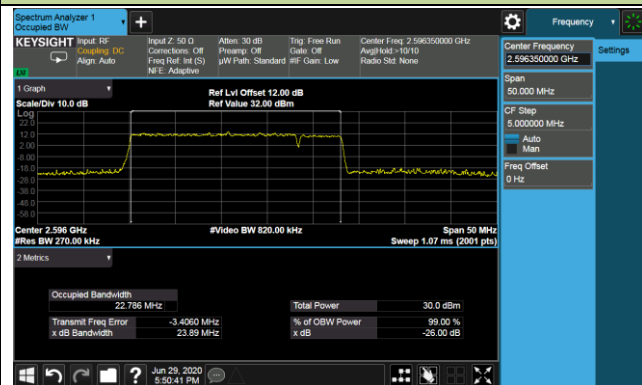 Spectrum Analyzer 1
Occupied BW
Frequency
KEYSIGHT
Input: RF
Coupling: DC
Align: Auto
Input Z: 50 Ω
Corrections: Off
Freq Ref: Int (S)
NFE: Adaptive
Atten: 30 dB
Preamp: Off
µW Path: Standard
Trig: Free Run
Gate: Off
#IF Gain: Low
Center Freq: 2.596350000 GHz
Avg|Hold:>10/10
Radio Std: None
Center Frequency
2.596350000 GHz
Settings
Span
50.000 MHz
CF Step
5.000000 MHz
Auto
Man
Freq Offset
0 Hz
1 Graph
Scale/Div 10.0 dB
Ref Lvl Offset 12.00 dB
Ref Value 32.00 dBm
Log
22.0
12.0
2.00
-8.00
-18.0
-28.0
-38.0
-48.0
-58.0
Center 2.596 GHz
#Res BW 270.00 kHz
#Video BW 820.00 kHz
Span 50 MHz
Sweep 1.07 ms (2001 pts)
2 Metrics
Occupied Bandwidth
22.786 MHz
Total Power 30.0 dBm
Transmit Freq Error -3.4060 MHz
% of OBW Power 99.00 %
x dB Bandwidth 23.89 MHz
x dB -26.00 dB
?
Jun 29, 2020
5:50:41 PM